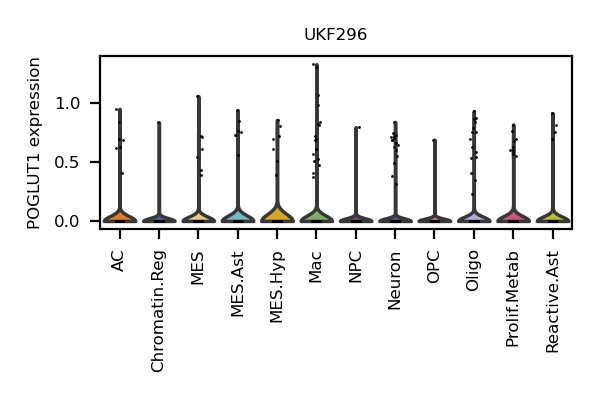 UKF296
POGLUT1 expression
1.0
0.5
0.0
AC
Chromatin.Reg
MES
MES.Ast
MES.Hyp
Mac
NPC
Neuron
OPC
Oligo
Prolif.Metab
Reactive.Ast